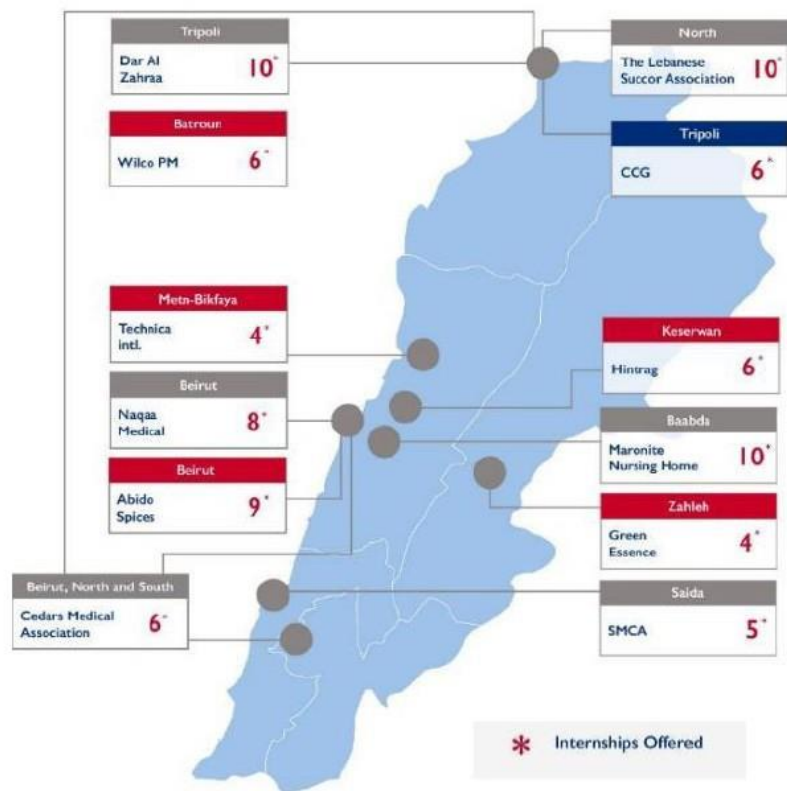 Tripoli
Dar Al
Zahraa
10*
North
The Lebanese
Succor Association
10*
Batroun
Wilco PM
6*
Tripoli
CCG
6*
Metn-Bikfaya
Technica
intl.
4*
Keserwan
Hintrag
6*
Beirut
Naqaa
Medical
8*
Baabda
Maronite
Nursing Home
10*
Beirut
Abido
Spices
9*
Zahleh
Green
Essence
4*
Beirut, North and South
Cedars Medical
Association
6*
Saida
SMCA
5*
* Internships Offered